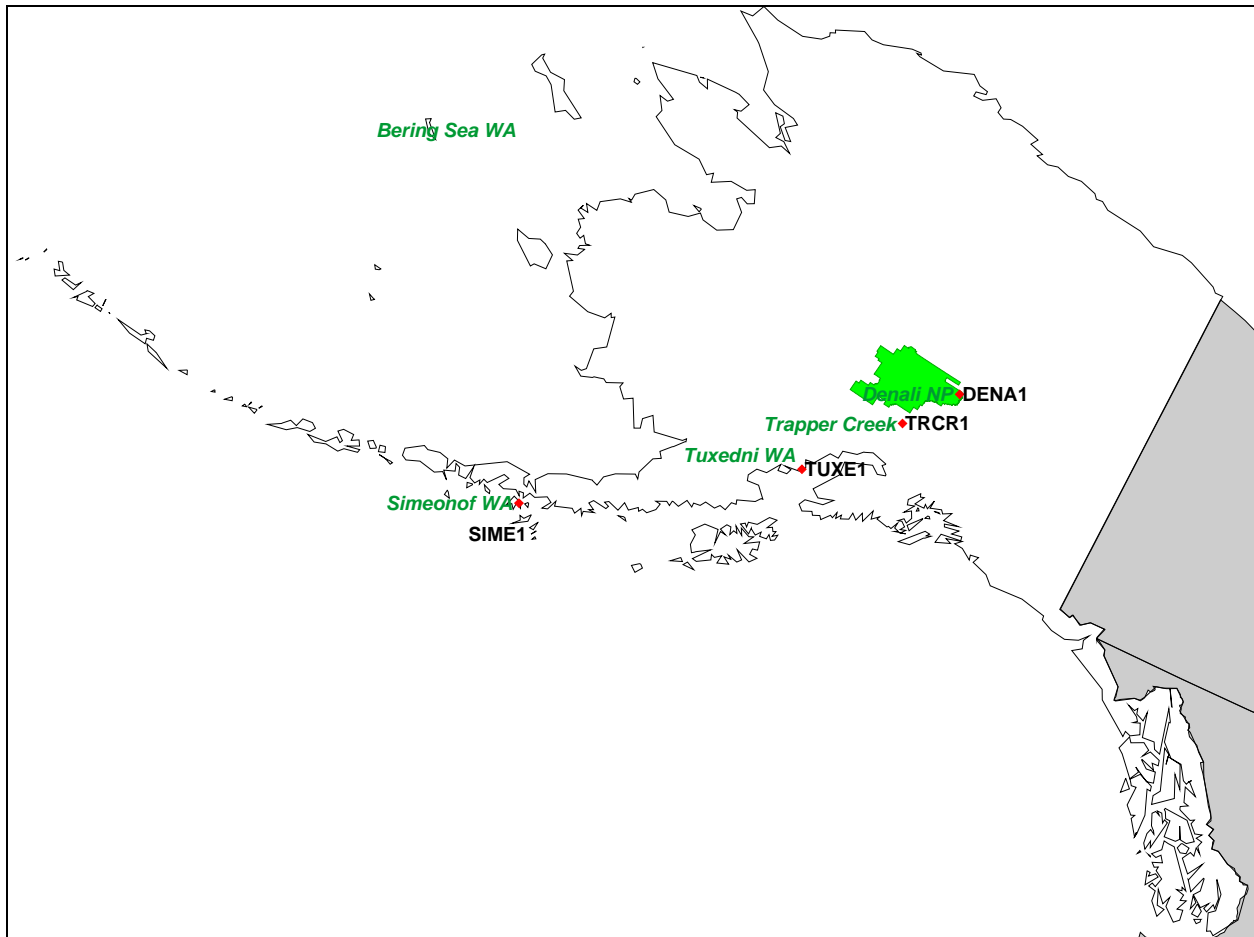 Bering Sea WA
Denali NP DENA1
Trapper Creek TRCR1
Tuxedni WA TUXE1
Simeonof WA
SIME1